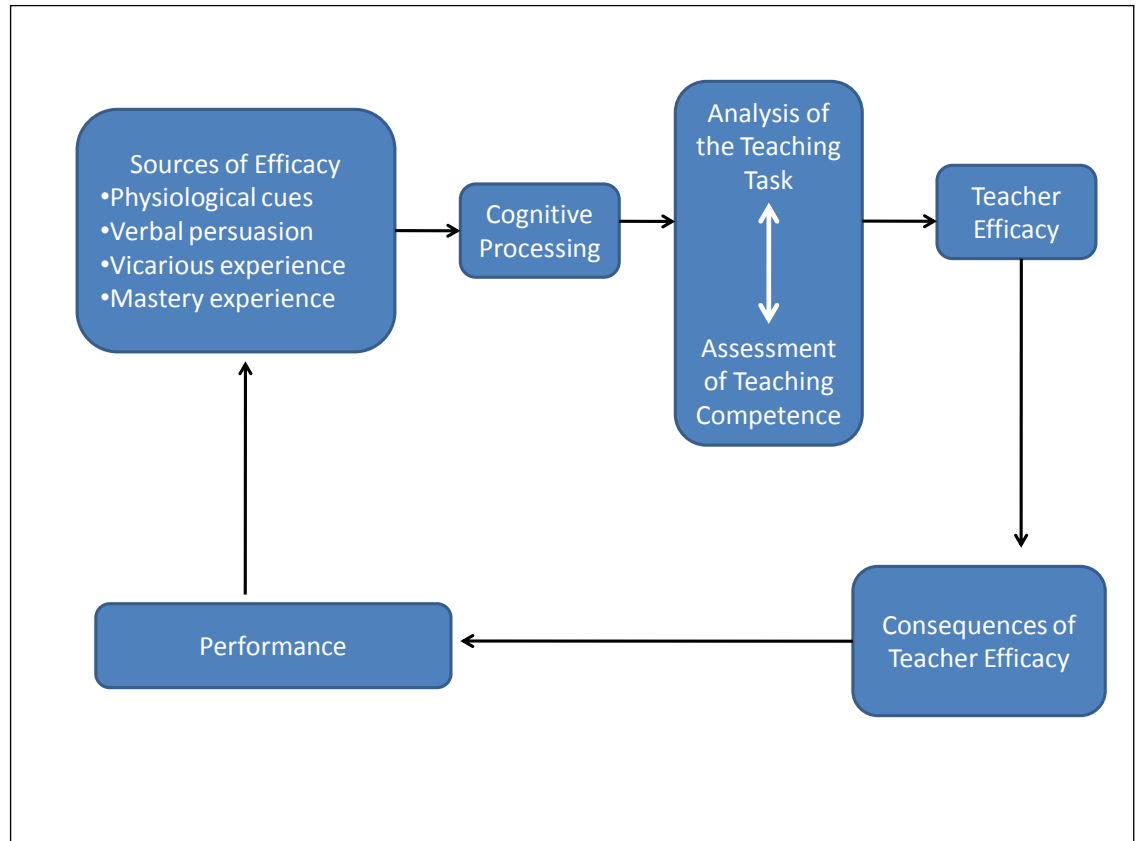 Sources of Efficacy
•Physiological cues
•Verbal persuasion
•Vicarious experience
•Mastery experience
Cognitive
Processing
Analysis of
the Teaching
Task
Assessment
of Teaching
Competence
Teacher
Efficacy
Consequences of
Teacher Efficacy
Performance